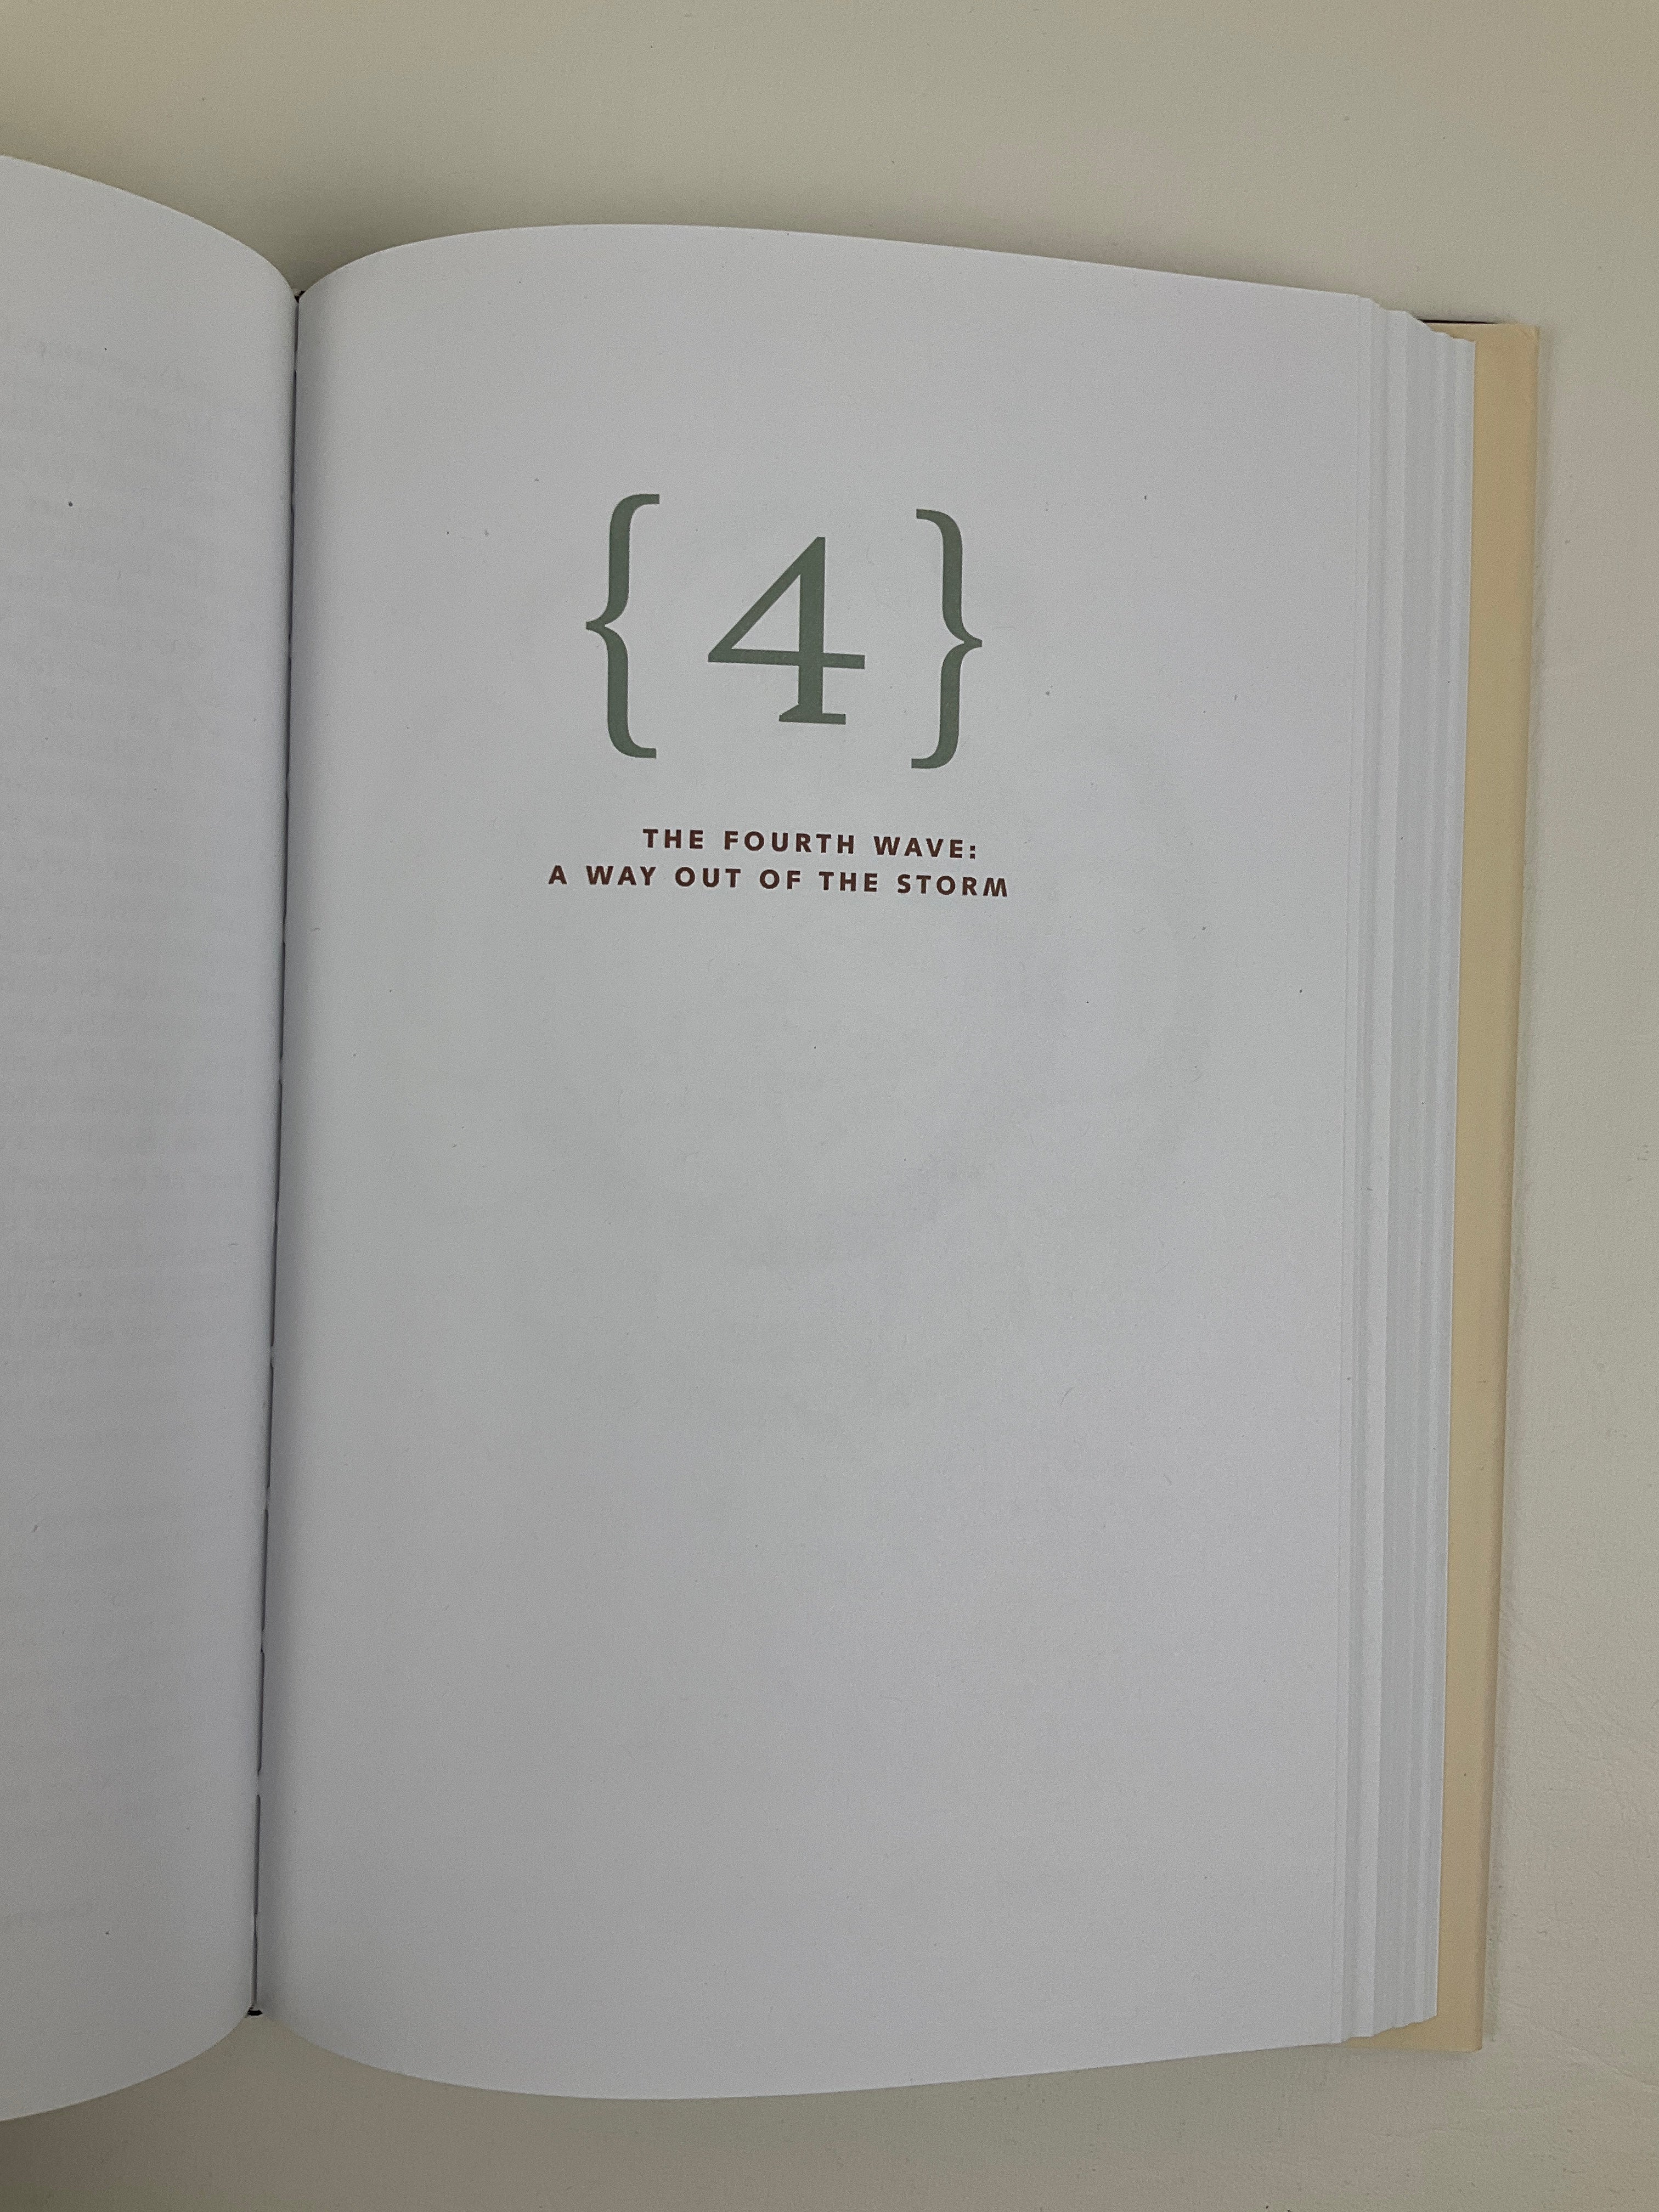 {4}
THE FOURTH WAVE:
A WAY OUT OF THE STORM